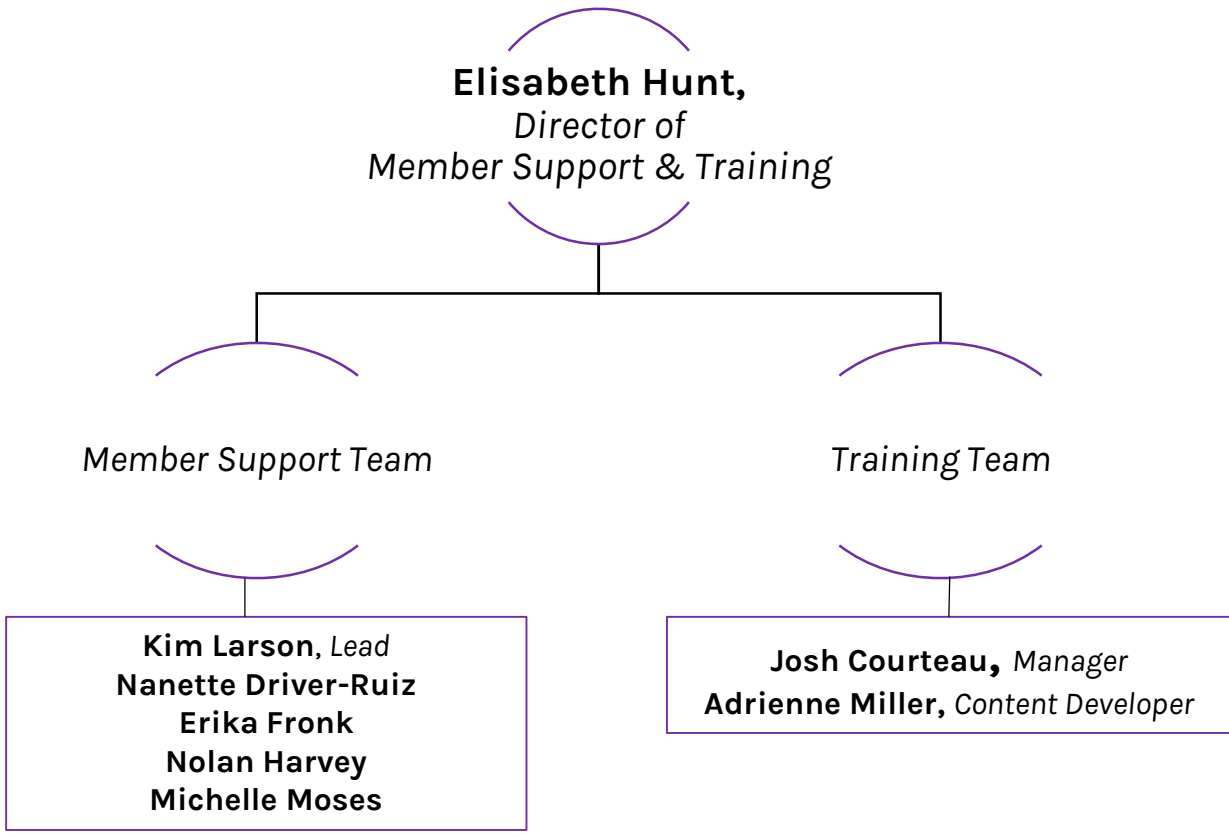 Elisabeth Hunt,
Director of
Member Support & Training
Member Support Team
Training Team
Kim Larson, Lead
Nanette Driver-Ruiz
Erika Fronk
Nolan Harvey
Michelle Moses
Josh Courteau, Manager
Adrienne Miller, Content Developer